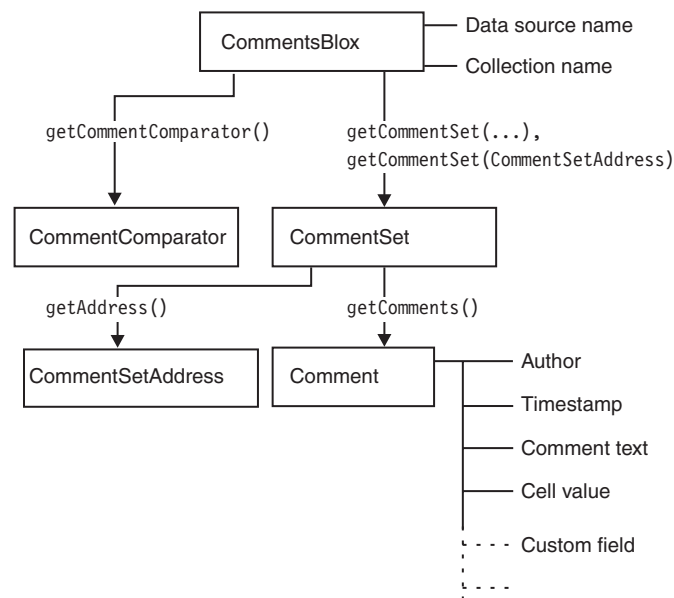 CommentsBlox
Data source name
Collection name
getCommentComparator()
getCommentSet(...),
getCommentSet(CommentSetAddress)
CommentComparator
CommentSet
getAddress()
getComments()
CommentSetAddress
Comment
Author
Timestamp
Comment text
Cell value
Custom field